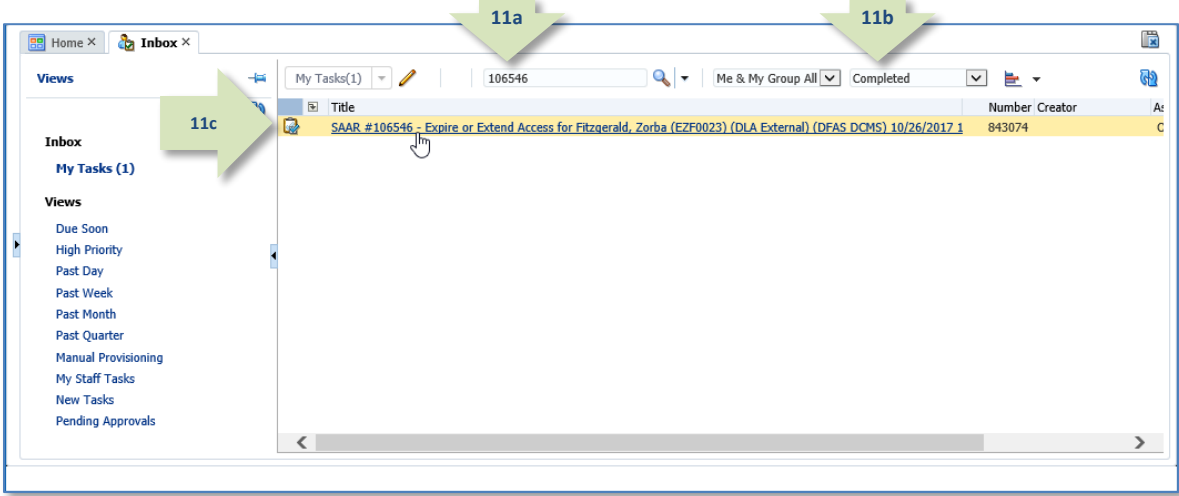 11a
11b
Home ×
Inbox ×
Views
My Tasks(1)
106546
Me & My Group All
Completed
11c
Title
Number
Creator
As
SAAR #106546 - Expire or Extend Access for Fitzgerald, Zorba (EZF0023) (DLA External) (DFAS DCMS) 10/26/2017 1
843074
Inbox
My Tasks (1)
Views
Due Soon
High Priority
Past Day
Past Week
Past Month
Past Quarter
Manual Provisioning
My Staff Tasks
New Tasks
Pending Approvals